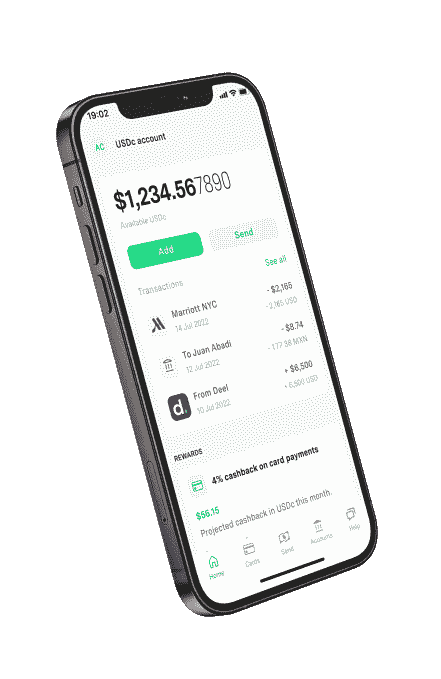 19:02
AC USDc account
$1,234.567890
Available USDc
Add Send
Transactions See all
Marriott NYC - $2,165
14 Jul 2022 - 2,165 USD
To Juan Abadi - $8.74
12 Jul 2022 - 177.58 MXN
d.
From Deel + $6,500
10 Jul 2022 + 6,500 USD
REWARDS
4% cashback on card payments
$56.15
Projected cashback in USDc this month.
Home Cards Send Accounts Help